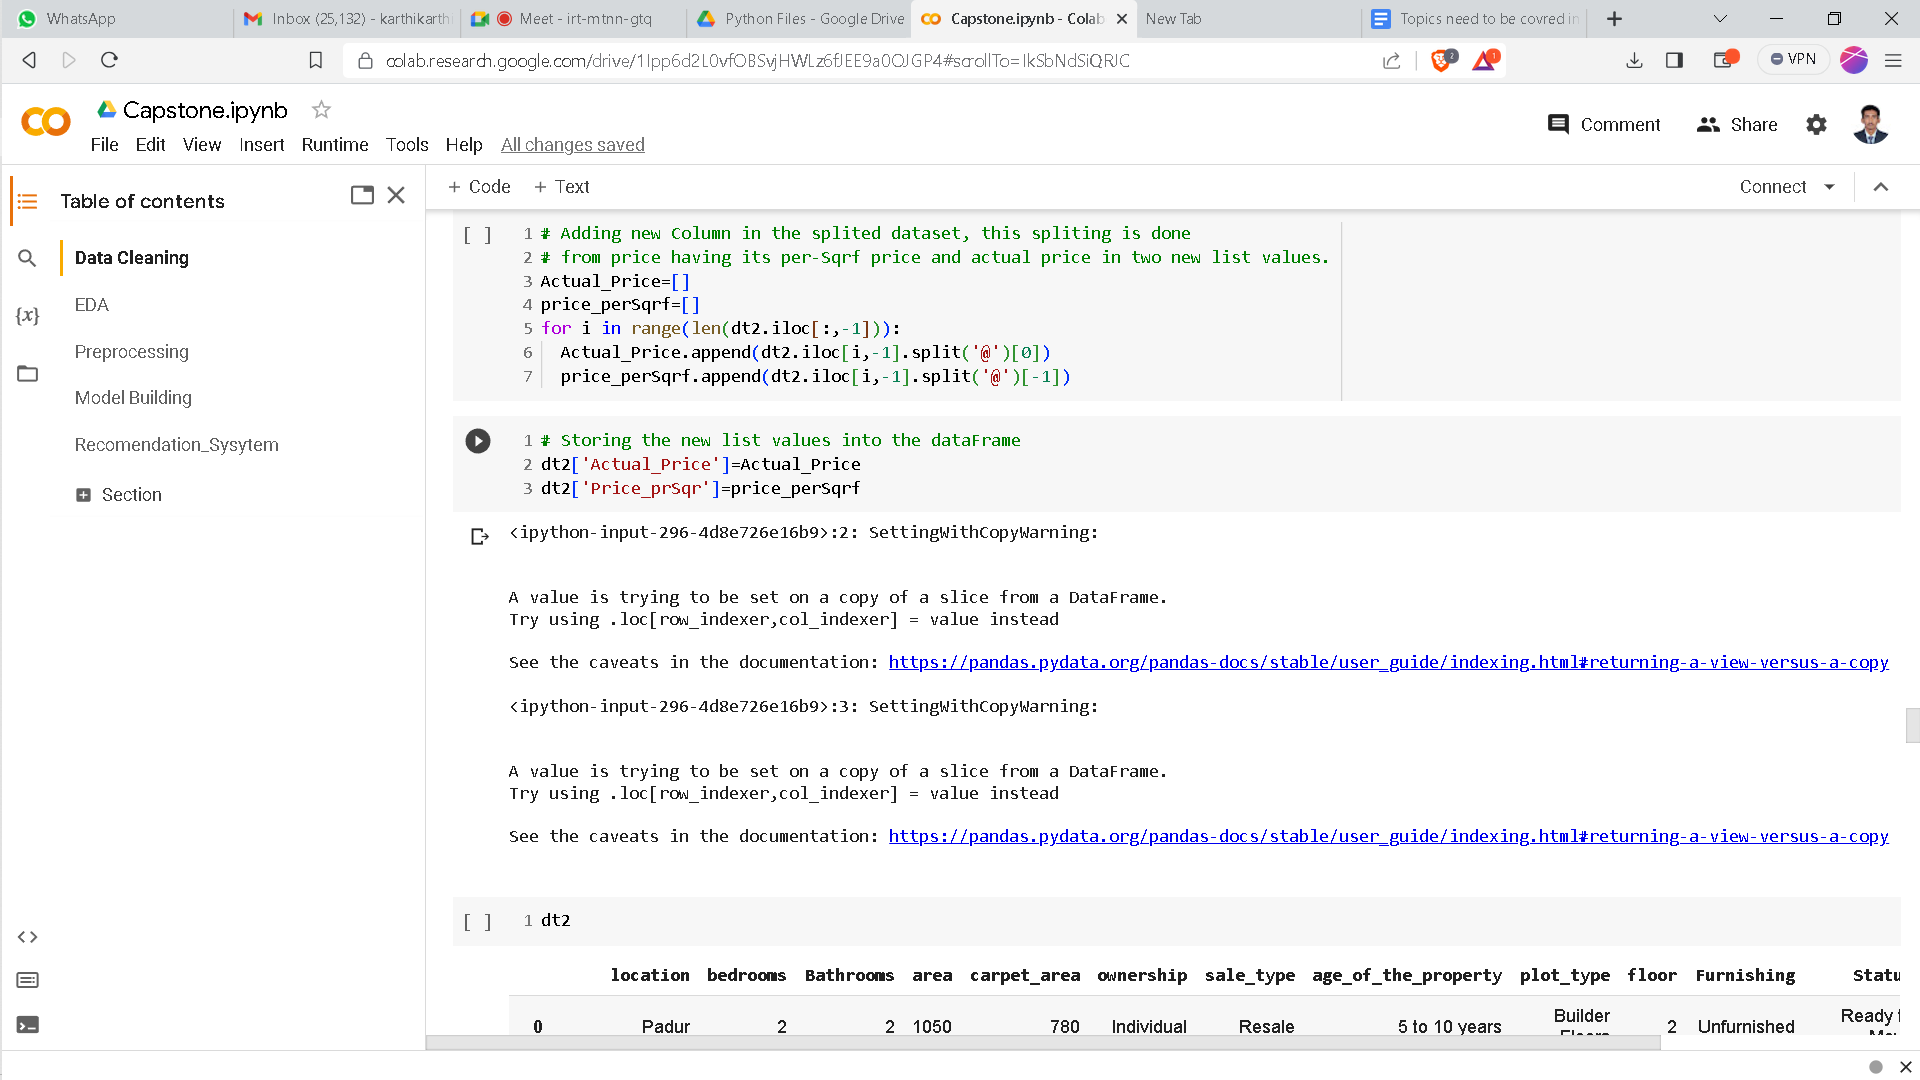 WhatsApp
Inbox (25,132) - karthikarthi
Meet - irt-mtnn-gtq
Python Files - Google Drive
Capstone.ipynb - Colab
New Tab
Topics need to be covred in
colab.research.google.com/drive/1Ipp6d2L0vfOBSvjHWLz6fJEE9a0OJGP4#scrollTo=IkSbNdSiQRJC
2
1
VPN
Capstone.ipynb
Comment
Share
File Edit View Insert Runtime Tools Help All changes saved
Table of contents
+ Code + Text
Connect
Data Cleaning
EDA
Preprocessing
Model Building
Recomendation_Sysytem
Section
{x}
[ ]
1 # Adding new Column in the splited dataset, this spliting is done
2 # from price having its per-Sqrf price and actual price in two new list values.
3 Actual_Price=[]
4 price_perSqrf=[]
5 for i in range(len(dt2.iloc[:,-1])):
6 Actual_Price.append(dt2.iloc[i,-1].split('@')[0])
7 price_perSqrf.append(dt2.iloc[i,-1].split('@')[-1])
1 # Storing the new list values into the dataFrame
2 dt2['Actual_Price']=Actual_Price
3 dt2['Price_prSqr']=price_perSqrf
<ipython-input-296-4d8e726e16b9>:2: SettingWithCopyWarning:
A value is trying to be set on a copy of a slice from a DataFrame.
Try using .loc[row_indexer,col_indexer] = value instead
See the caveats in the documentation: https://pandas.pydata.org/pandas-docs/stable/user_guide/indexing.html#returning-a-view-versus-a-copy
<ipython-input-296-4d8e726e16b9>:3: SettingWithCopyWarning:
A value is trying to be set on a copy of a slice from a DataFrame.
Try using .loc[row_indexer,col_indexer] = value instead
See the caveats in the documentation: https://pandas.pydata.org/pandas-docs/stable/user_guide/indexing.html#returning-a-view-versus-a-copy
[ ] 1 dt2
location bedrooms Bathrooms area carpet_area ownership sale_type age_of_the_property plot_type floor Furnishing Statu
0 Padur 2 2 1050 780 Individual Resale 5 to 10 years Builder 2 Unfurnished Ready